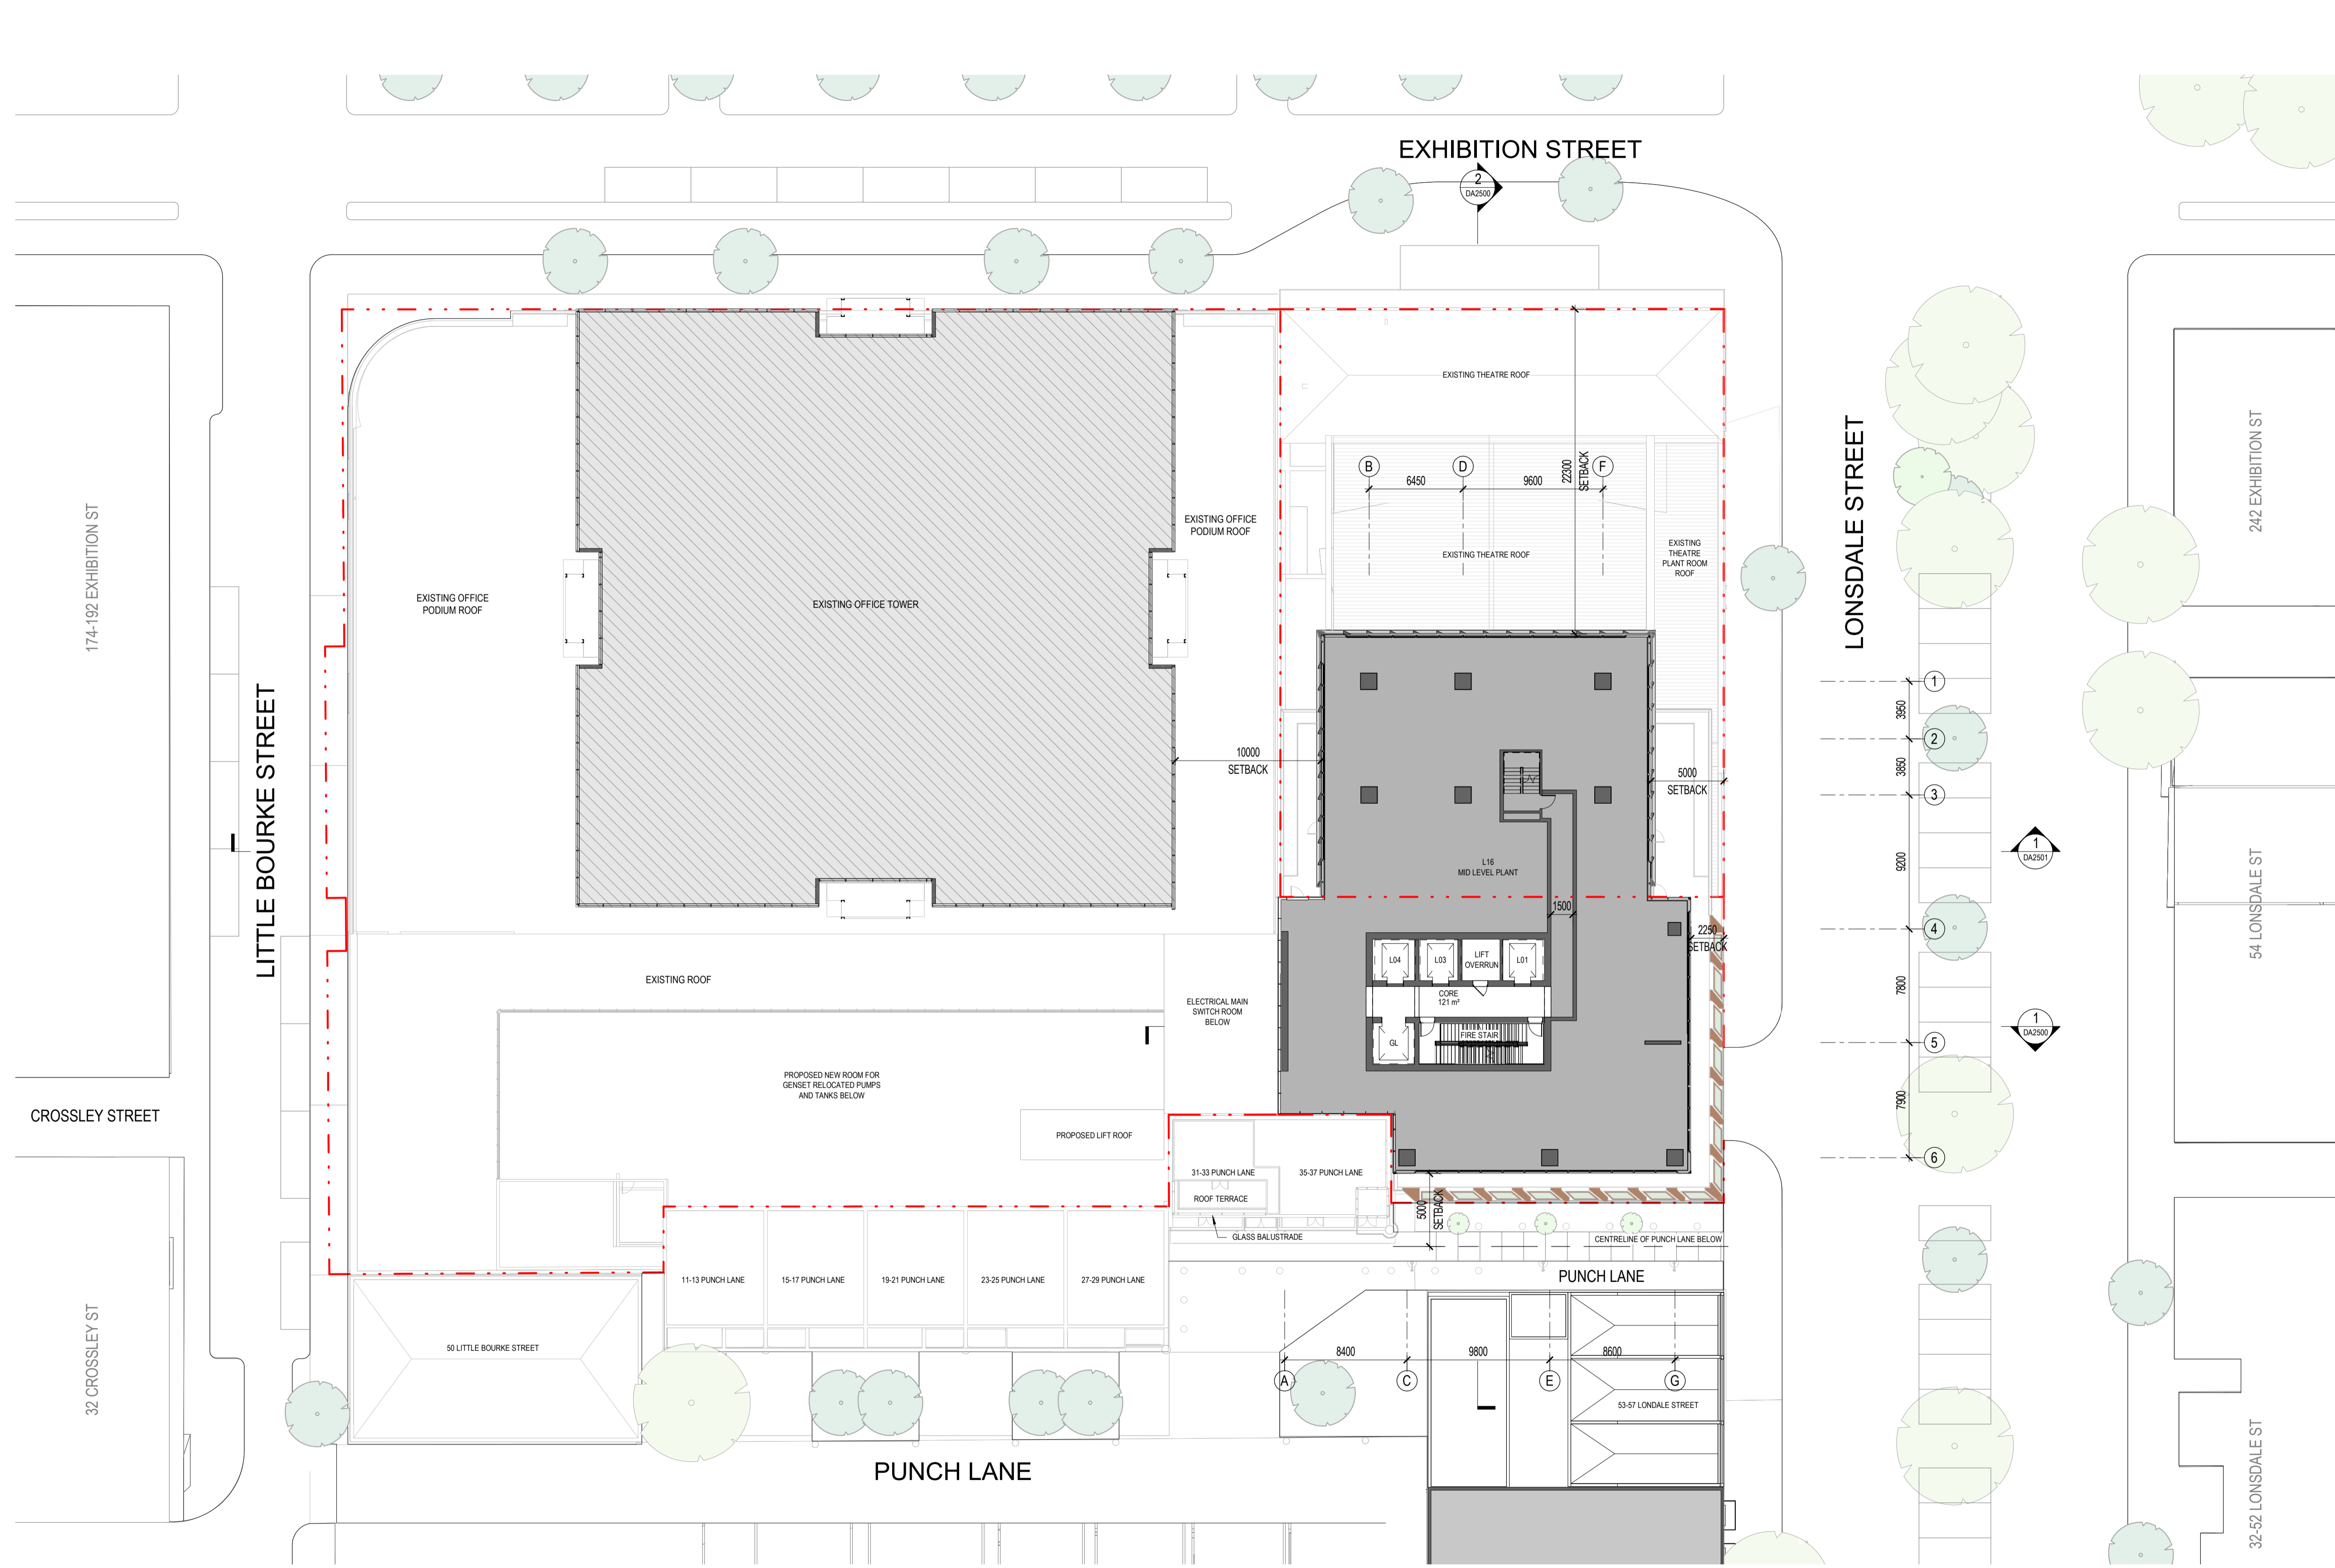 EXHIBITION STREET
2
DA2500
EXISTING THEATRE ROOF
B
D
F
6450
9600
22300
SETBACK
EXISTING OFFICE
PODIUM ROOF
EXISTING THEATRE ROOF
EXISTING
THEATRE
PLANT ROOM
ROOF
LONSDALE STREET
242 EXHIBITION ST
174-192 EXHIBITION ST
EXISTING OFFICE
PODIUM ROOF
EXISTING OFFICE TOWER
LITTLE BOURKE STREET
10000
SETBACK
5000
SETBACK
1
3950
2
3850
3
9200
4
7800
5
7900
6
1
DA2501
1
DA2500
54 LONSDALE ST
L16
MID LEVEL PLANT
1500
2250
SETBACK
L04
L03
LIFT
OVERRUN
L01
CORE
121 m²
GL
FIRE STAIR
EXISTING ROOF
ELECTRICAL MAIN
SWITCH ROOM
BELOW
PROPOSED NEW ROOM FOR
GENSET RELOCATED PUMPS
AND TANKS BELOW
PROPOSED LIFT ROOF
CROSSLEY STREET
31-33 PUNCH LANE
35-37 PUNCH LANE
ROOF TERRACE
GLASS BALUSTRADE
5000
SETBACK
CENTRELINE OF PUNCH LANE BELOW
PUNCH LANE
11-13 PUNCH LANE
15-17 PUNCH LANE
19-21 PUNCH LANE
23-25 PUNCH LANE
27-29 PUNCH LANE
50 LITTLE BOURKE STREET
32 CROSSLEY ST
8400
9800
8600
A
C
E
G
53-57 LONDALE STREET
PUNCH LANE
32-52 LONSDALE ST